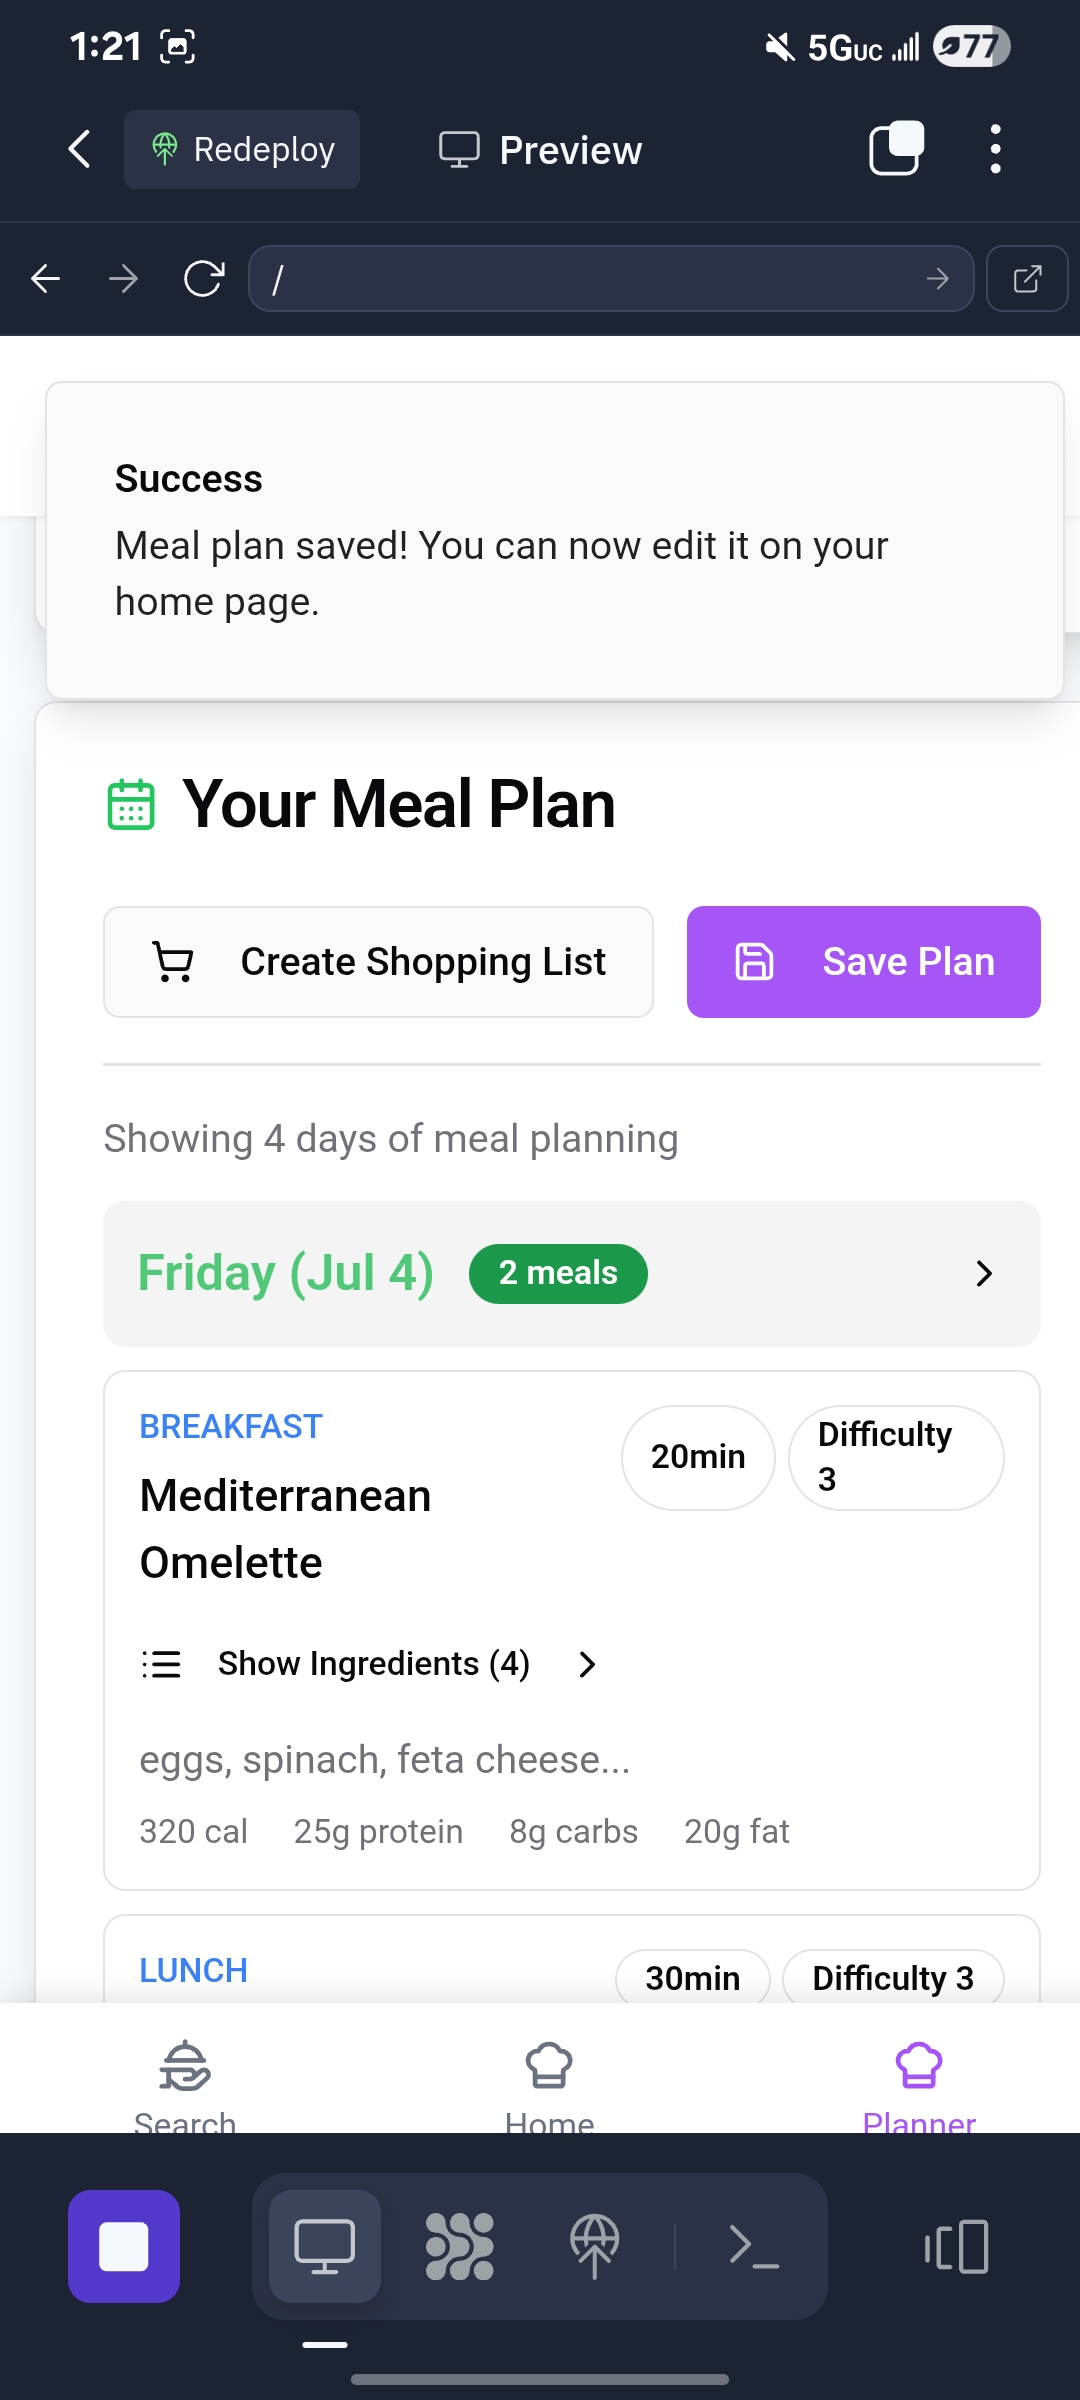 1:21
5GUC
77
Redeploy
Preview
/
Success
Meal plan saved! You can now edit it on your
home page.
Your Meal Plan
Create Shopping List
Save Plan
Showing 4 days of meal planning
Friday (Jul 4)
2 meals
BREAKFAST
20min
Difficulty
3
Mediterranean
Omelette
Show Ingredients (4)
eggs, spinach, feta cheese...
320 cal 25g protein 8g carbs 20g fat
LUNCH
30min
Difficulty 3
Search
Home
Planner